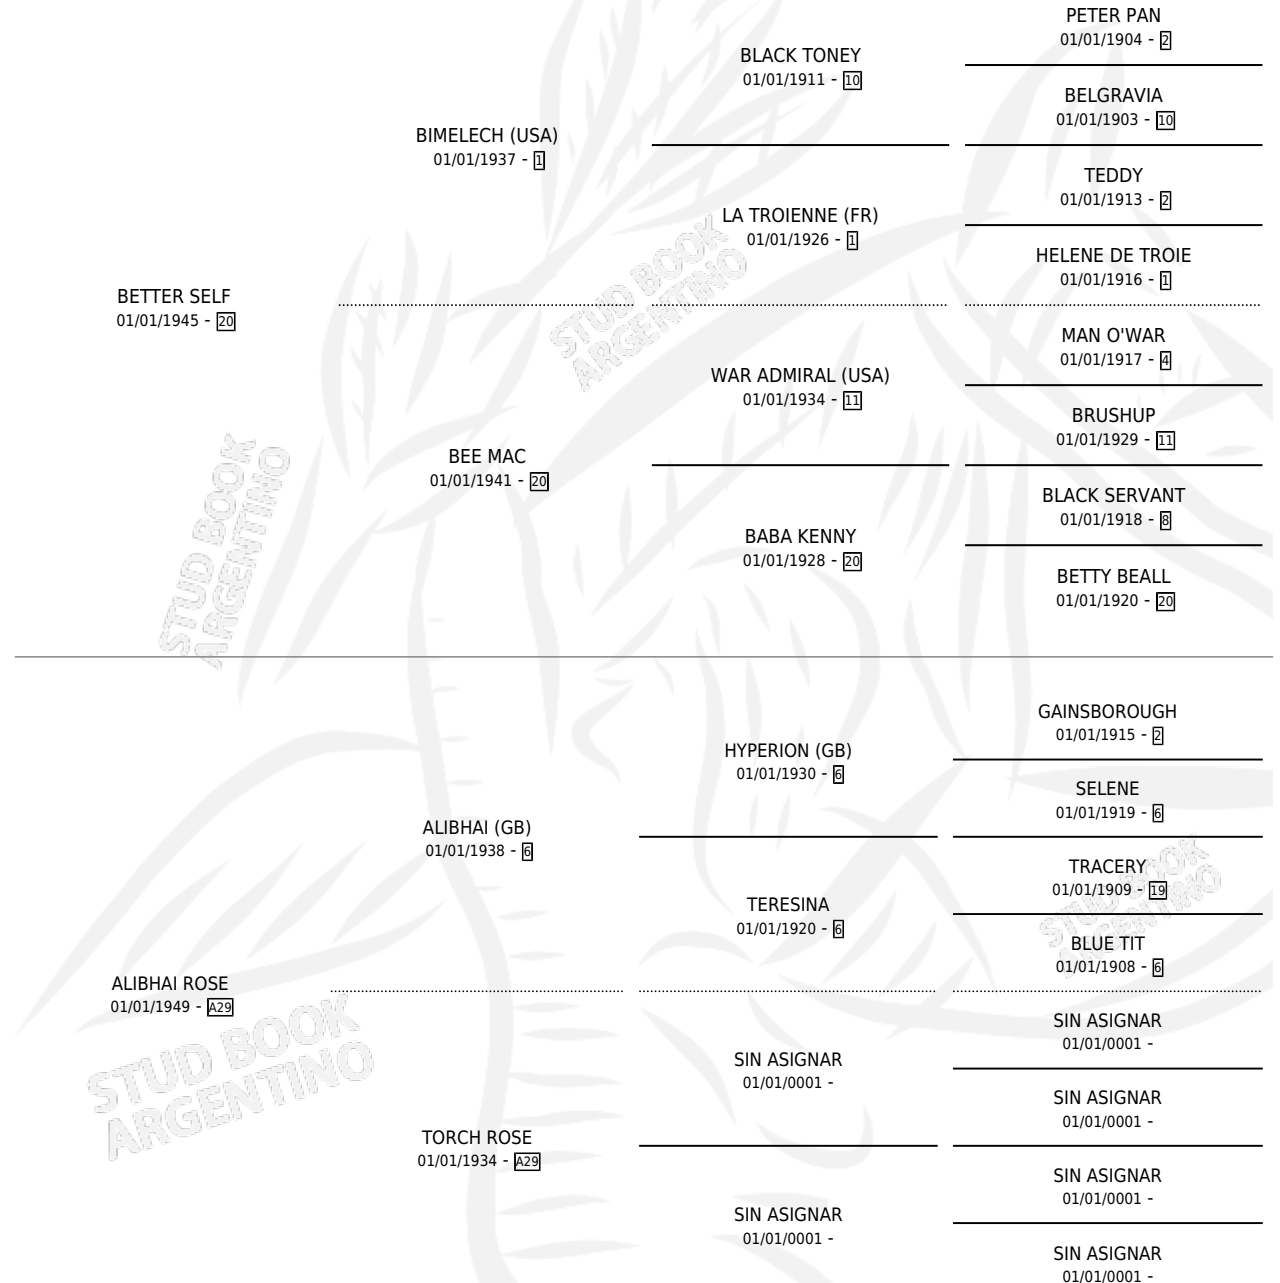 PETER PAN
01/01/1904 - 2
BLACK TONEY
01/01/1911 - 10
BELGRAVIA
01/01/1903 - 10
BIMELECH (USA)
01/01/1937 - 1
TEDDY
01/01/1913 - 2
LA TROIENNE (FR)
01/01/1926 - 1
HELENE DE TROIE
01/01/1916 - 1
BETTER SELF
01/01/1945 - 20
STUD BOOK
ARGENTINO
MAN O'WAR
01/01/1917 - 4
WAR ADMIRAL (USA)
01/01/1934 - 11
BRUSHUP
01/01/1929 - 11
BEE MAC
01/01/1941 - 20
BLACK SERVANT
01/01/1918 - 8
BABA KENNY
01/01/1928 - 20
BETTY BEALL
01/01/1920 - 20
STUD BOOK
ARGENTINO
GAINSBOROUGH
01/01/1915 - 2
HYPERION (GB)
01/01/1930 - 6
SELENE
01/01/1919 - 6
ALIBHAI (GB)
01/01/1938 - 6
TRACERY
01/01/1909 - 19
TERESINA
01/01/1920 - 6
STUD BOOK
ARGENTINO
BLUE TIT
01/01/1908 - 6
ALIBHAI ROSE
01/01/1949 - A29
STUD BOOK
ARGENTINO
SIN ASIGNAR
01/01/0001 -
SIN ASIGNAR
01/01/0001 -
SIN ASIGNAR
01/01/0001 -
TORCH ROSE
01/01/1934 - A29
SIN ASIGNAR
01/01/0001 -
SIN ASIGNAR
01/01/0001 -
SIN ASIGNAR
01/01/0001 -